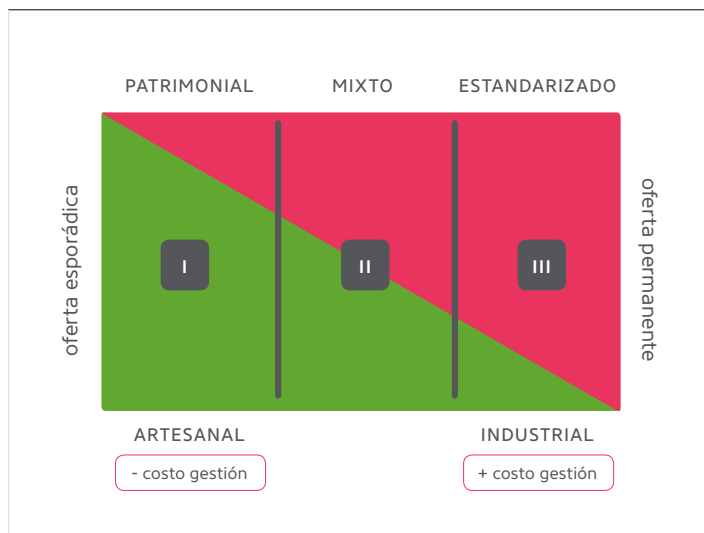 PATRIMONIAL
MIXTO
ESTANDARIZADO
oferta esporádica
I
II
III
oferta permanente
ARTESANAL
INDUSTRIAL
- costo gestión
+ costo gestión